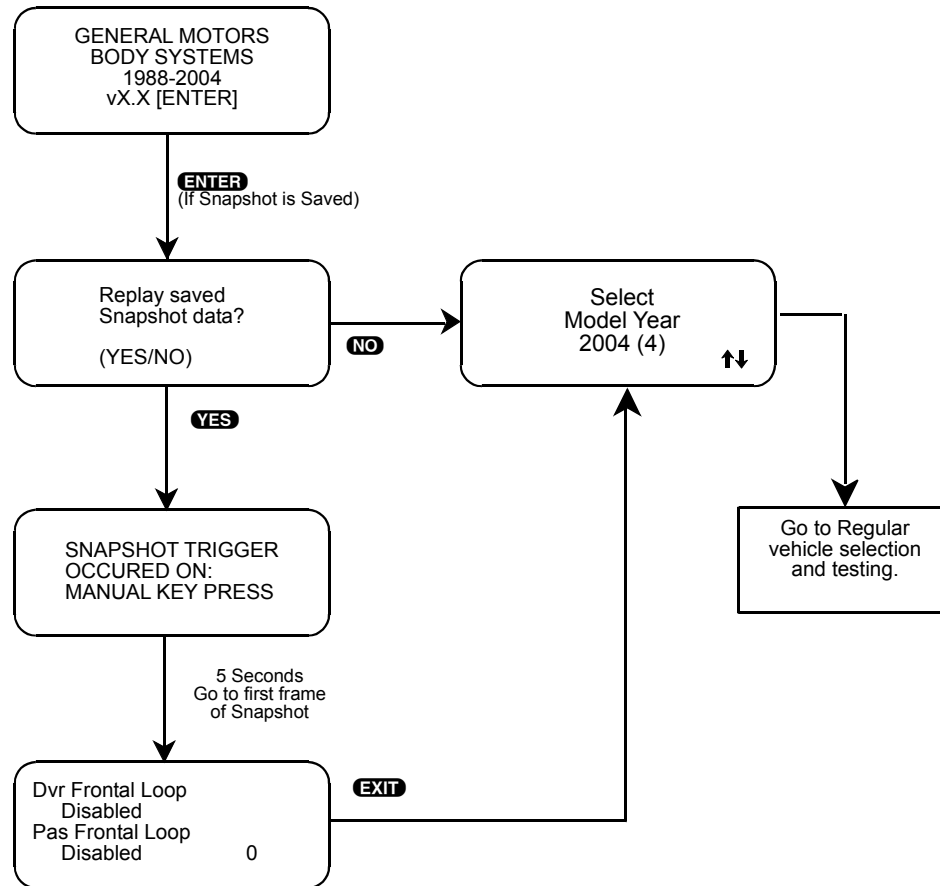 GENERAL MOTORS
BODY SYSTEMS
1988-2004
vX.X [ENTER]
ENTER
(If Snapshot is Saved)
Replay saved
Snapshot data?
(YES/NO)
NO
Select
Model Year
2004 (4)
YES
SNAPSHOT TRIGGER
OCCURED ON:
MANUAL KEY PRESS
Go to Regular
vehicle selection
and testing.
5 Seconds
Go to first frame
of Snapshot
Dvr Frontal Loop
Disabled
Pas Frontal Loop
Disabled 0
EXIT